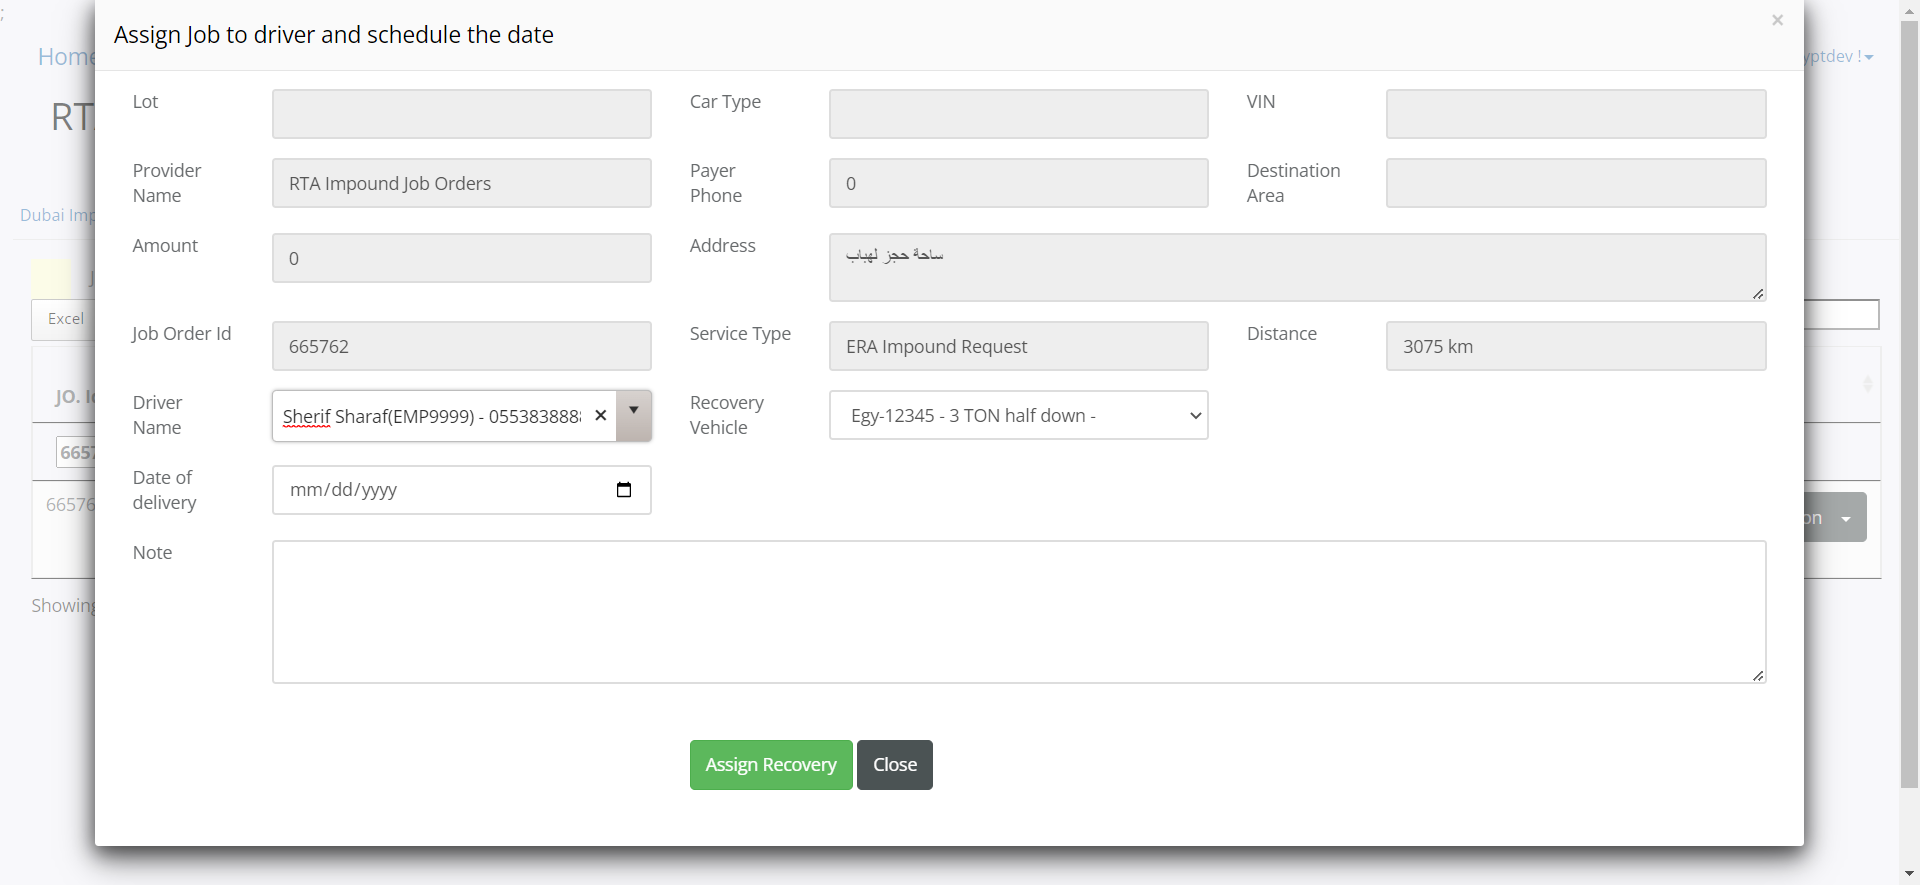 ;
Assign Job to driver and schedule the date
×
Home
yptdev !
RT
Lot
Car Type
VIN
Provider Name
RTA Impound Job Orders
Payer Phone
0
Destination Area
Dubai Imp
Amount
0
Address
ساحة حجز لهباب
Excel
Job Order Id
665762
Service Type
ERA Impound Request
Distance
3075 km
JO. I
Driver Name
Sherif Sharaf(EMP9999) - 055383888
Recovery Vehicle
Egy-12345 - 3 TON half down -
6657
Date of delivery
mm/dd/yyyy
66576
on
Note
Showing
Assign Recovery
Close